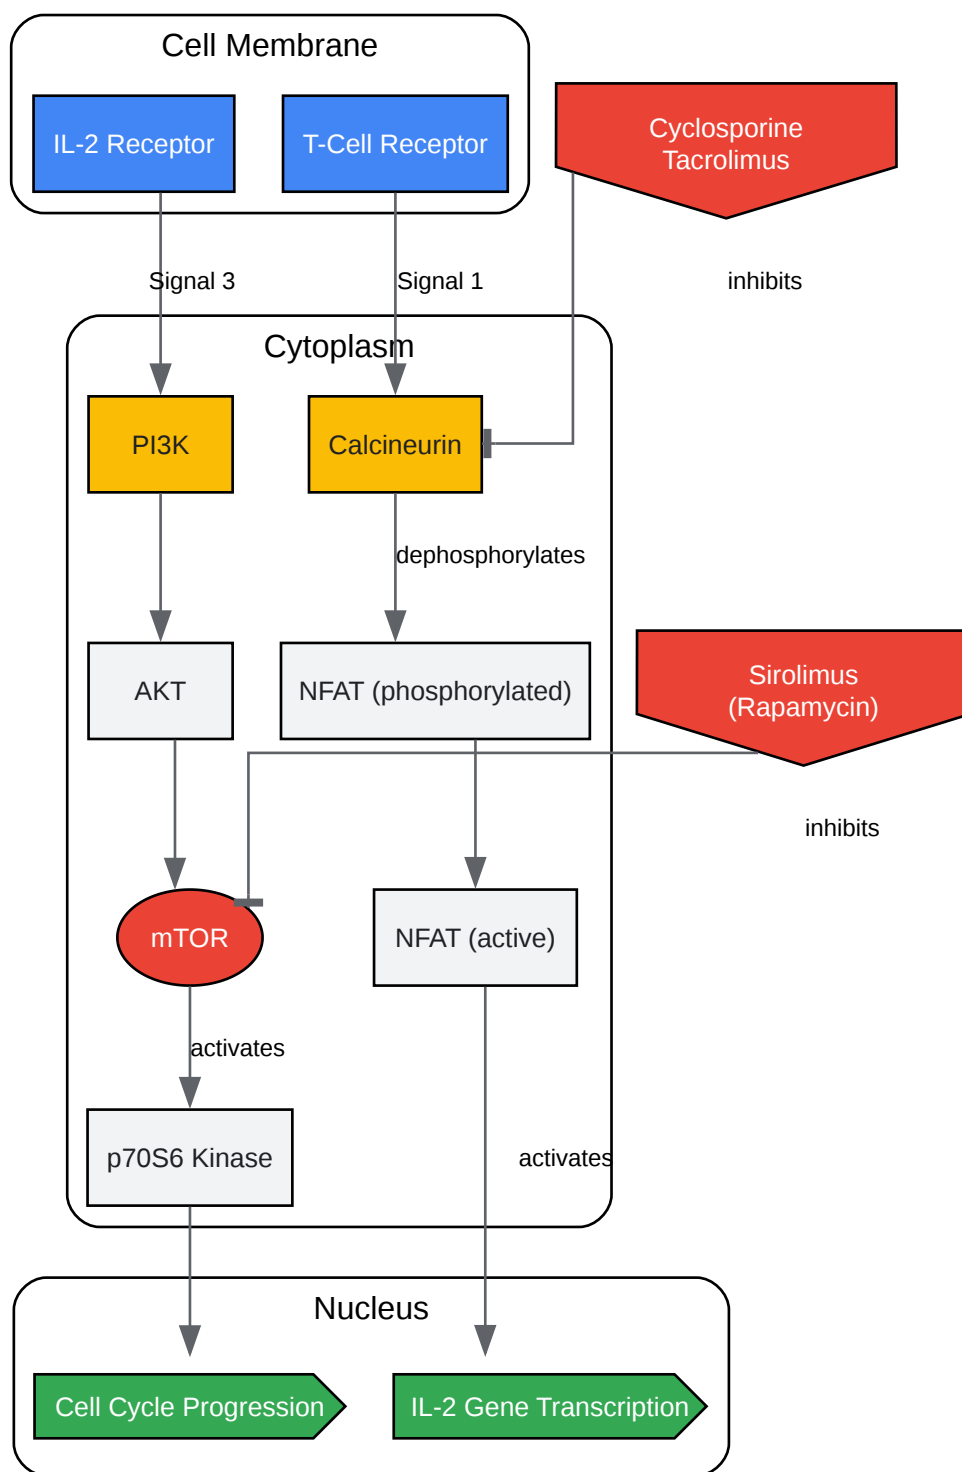 Cell Membrane
IL-2 Receptor
T-Cell Receptor
Cyclosporine
Tacrolimus
Signal 3
Signal 1
inhibits
Cytoplasm
PI3K
Calcineurin
dephosphorylates
AKT
NFAT (phosphorylated)
Sirolimus
(Rapamycin)
inhibits
mTOR
NFAT (active)
activates
p70S6 Kinase
activates
Nucleus
Cell Cycle Progression
IL-2 Gene Transcription